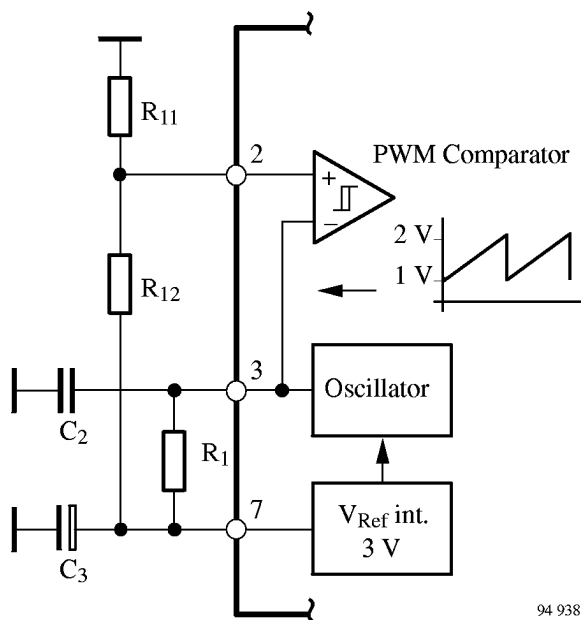 R11
2
PWM Comparator
+
−
2 V
1 V
R12
3
Oscillator
C2
R1
7
VRef int.
3 V
C3
94 938